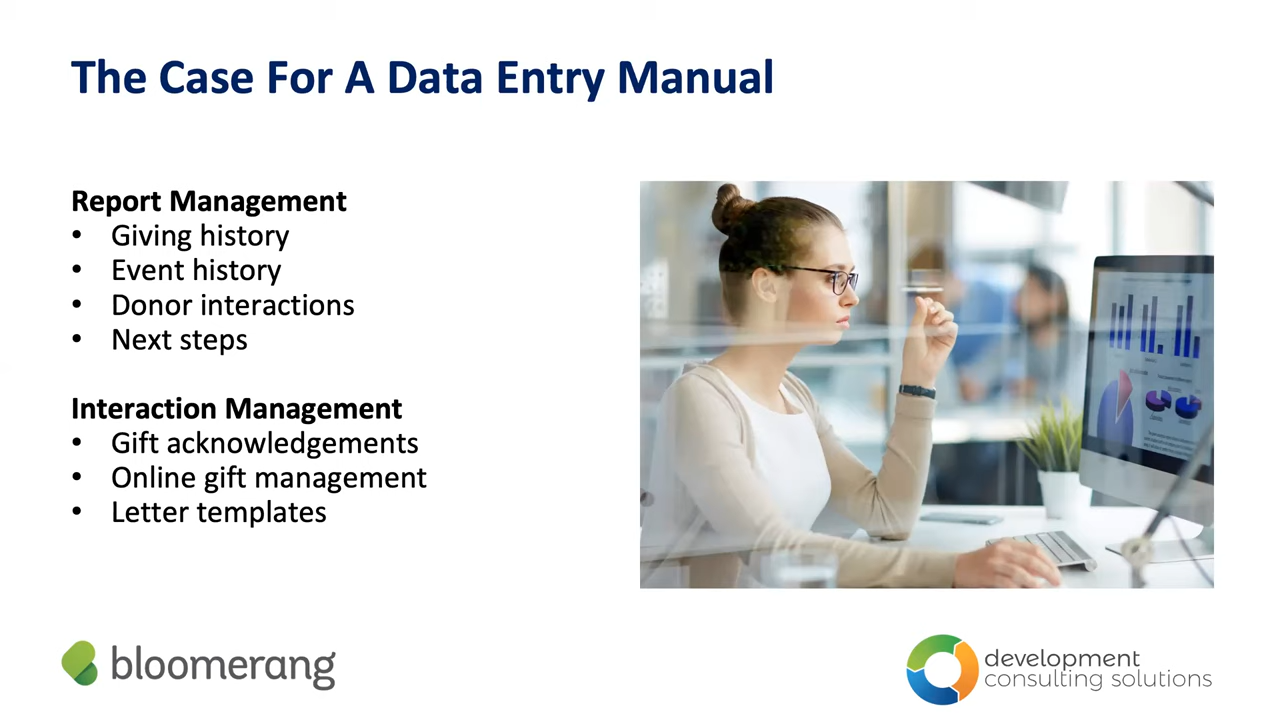 The Case For A Data Entry Manual
Report Management
• Giving history
• Event history
• Donor interactions
• Next steps
Interaction Management
• Gift acknowledgements
• Online gift management
• Letter templates
bloomerang
development
consulting solutions